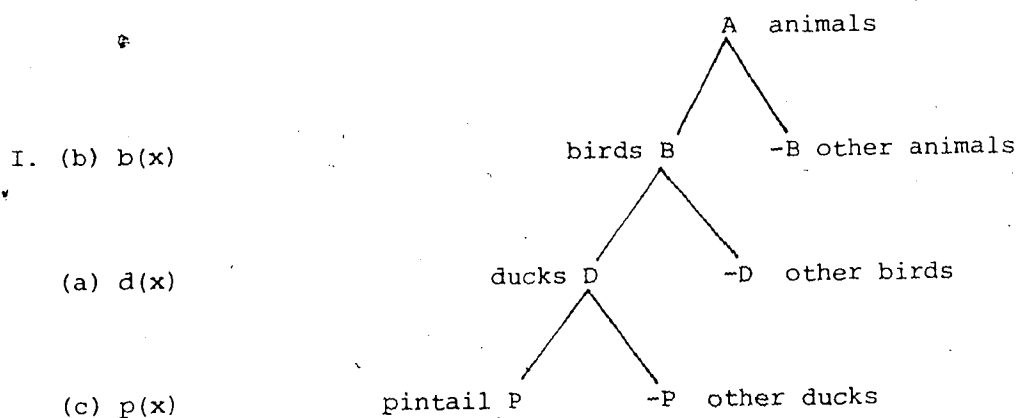 A animals
I. (b) b(x) birds B -B other animals
(a) d(x) ducks D ~D other birds
(c) p(x) pintail P ~P other ducks